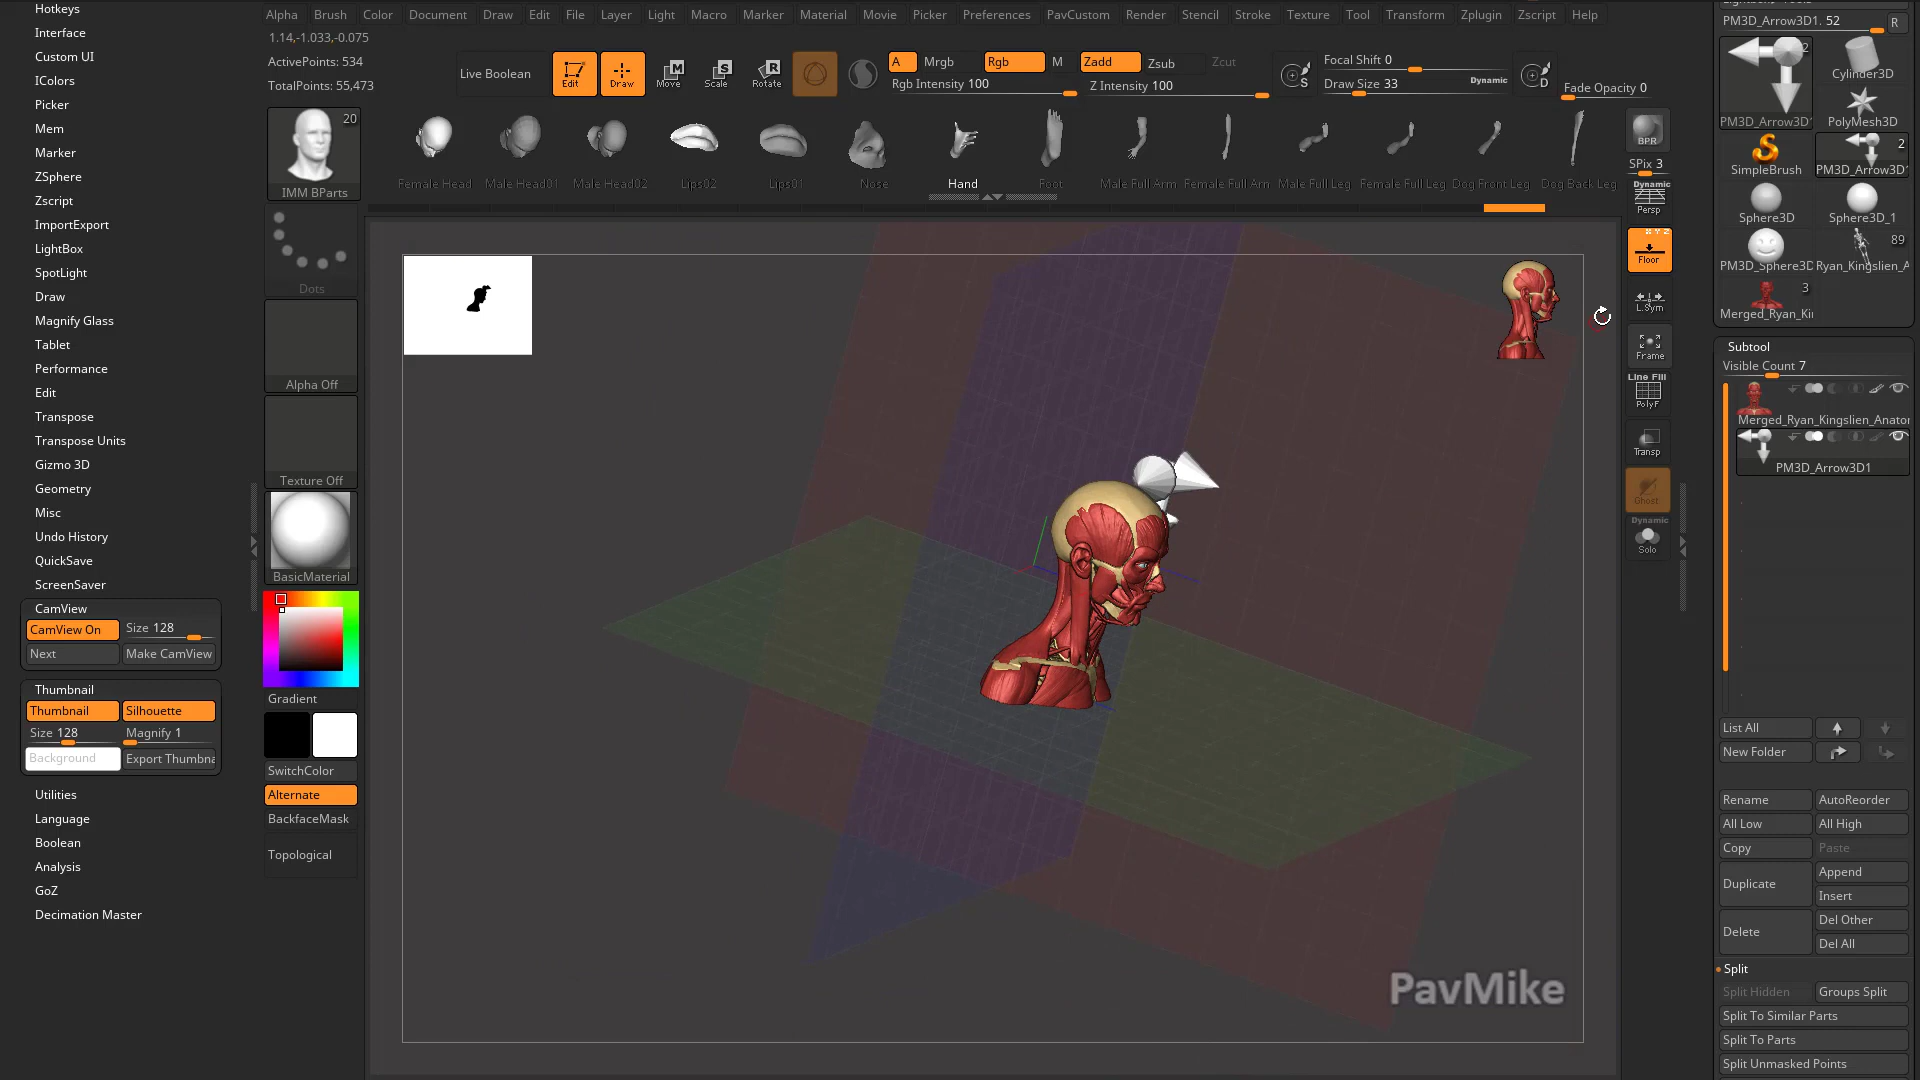 Hotkeys
Interface
Custom UI
IColors
Picker
Mem
Marker
ZSphere
Zscript
ImportExport
LightBox
SpotLight
Draw
Magnify Glass
Tablet
Performance
Edit
Transpose
Transpose Units
Gizmo 3D
Geometry
Misc
Undo History
QuickSave
ScreenSaver
CamView
CamView On
Size 128
Next
Make CamView
Thumbnail
Thumbnail
Silhouette
Size 128
Magnify 1
Background
Export Thumbna
Utilities
Language
Boolean
Analysis
GoZ
Decimation Master
Alpha Brush Color Document Draw Edit File Layer Light Macro Marker Material Movie Picker Preferences PavCustom Render Stencil Stroke Texture Tool Transform Zplugin Zscript Help
1.14,-1.033,-0.075
ActivePoints: 534
TotalPoints: 55,473
Live Boolean
Edit
Draw
Move
Scale
Rotate
A
Mrgb
Rgb
M
Zadd
Zsub
Zcut
Rgb Intensity 100
Z Intensity 100
S
Focal Shift 0
Draw Size 33
Dynamic
D
Fade Opacity 0
20
IMM BParts
Female Head
Male Head01
Male Head02
Lips02
Lips01
Nose
Hand
Foot
Male Full Arm
Female Full Arm
Male Full Leg
Female Full Leg
Dog Front Leg
Dog Back Leg
Dots
Alpha Off
Texture Off
BasicMaterial
Gradient
SwitchColor
Alternate
BackfaceMask
Topological
BPR
SPix 3
Dynamic
Persp
X Y Z
Floor
L.Sym
Frame
Line Fill
PolyF
Transp
Ghost
Dynamic
Solo
PavMike
PM3D_Arrow3D1. 52
R
2
PM3D_Arrow3D1
Cylinder3D
PolyMesh3D
SimpleBrush
2
PM3D_Arrow3D1
Sphere3D
Sphere3D_1
PM3D_Sphere3D
89
Ryan_Kingslien_A
3
Merged_Ryan_Kin
Subtool
Visible Count 7
Merged_Ryan_Kingslien_Anator
PM3D_Arrow3D1
List All
New Folder
Rename
AutoReorder
All Low
All High
Copy
Paste
Duplicate
Append
Insert
Delete
Del Other
Del All
Split
Split Hidden
Groups Split
Split To Similar Parts
Split To Parts
Split Unmasked Points